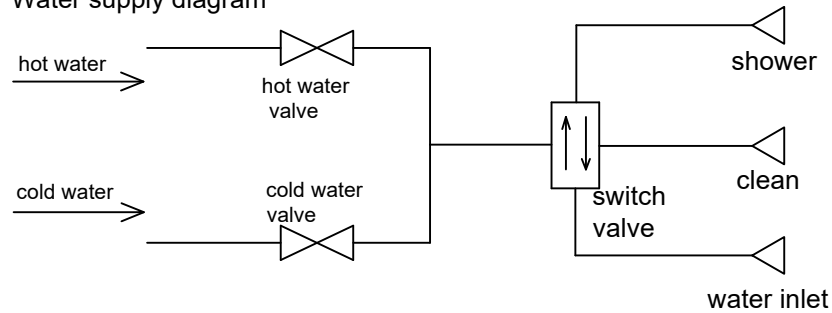 Water supply diagram
hot water
hot water
valve
cold water
cold water
valve
shower
clean
switch
valve
water inlet